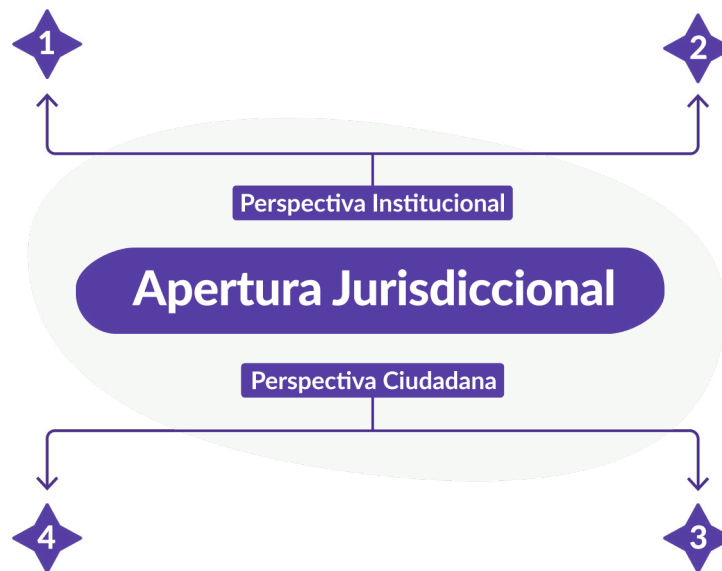 1
2
Perspectiva Institucional
Apertura Jurisdiccional
Perspectiva Ciudadana
4
3